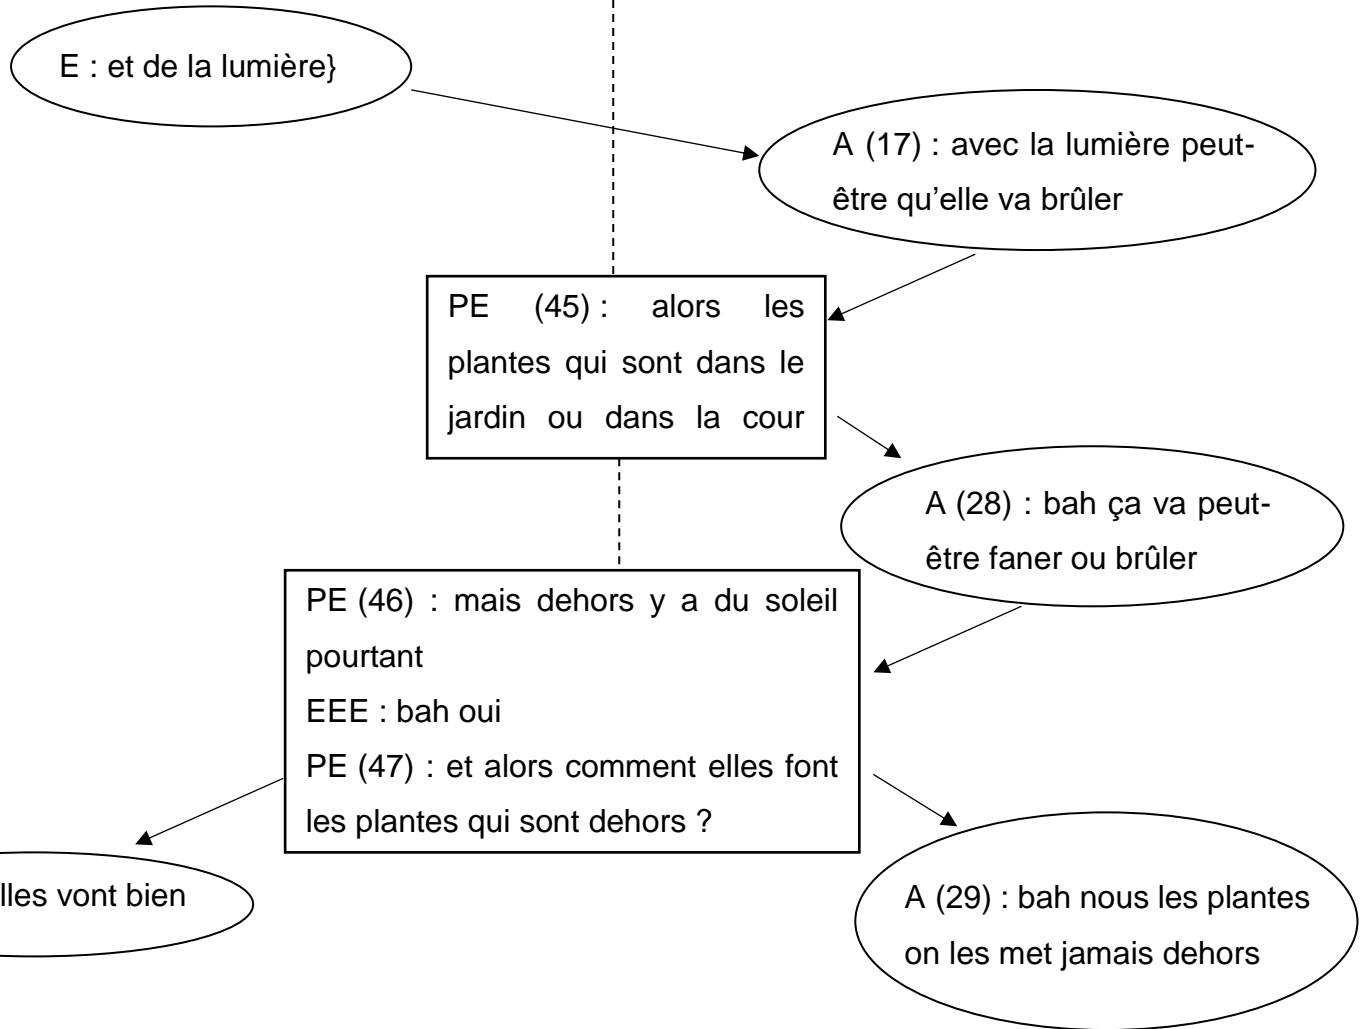 E : et de la lumière}
A (17) : avec la lumière peut-
être qu’elle va brûler
PE (45) : alors les
plantes qui sont dans le
jardin ou dans la cour
A (28) : bah ça va peut-
être faner ou brûler
PE (46) : mais dehors y a du soleil
pourtant
EEE : bah oui
PE (47) : et alors comment elles font
les plantes qui sont dehors ?
vont bien
A (29) : bah nous les plantes
on les met jamais dehors